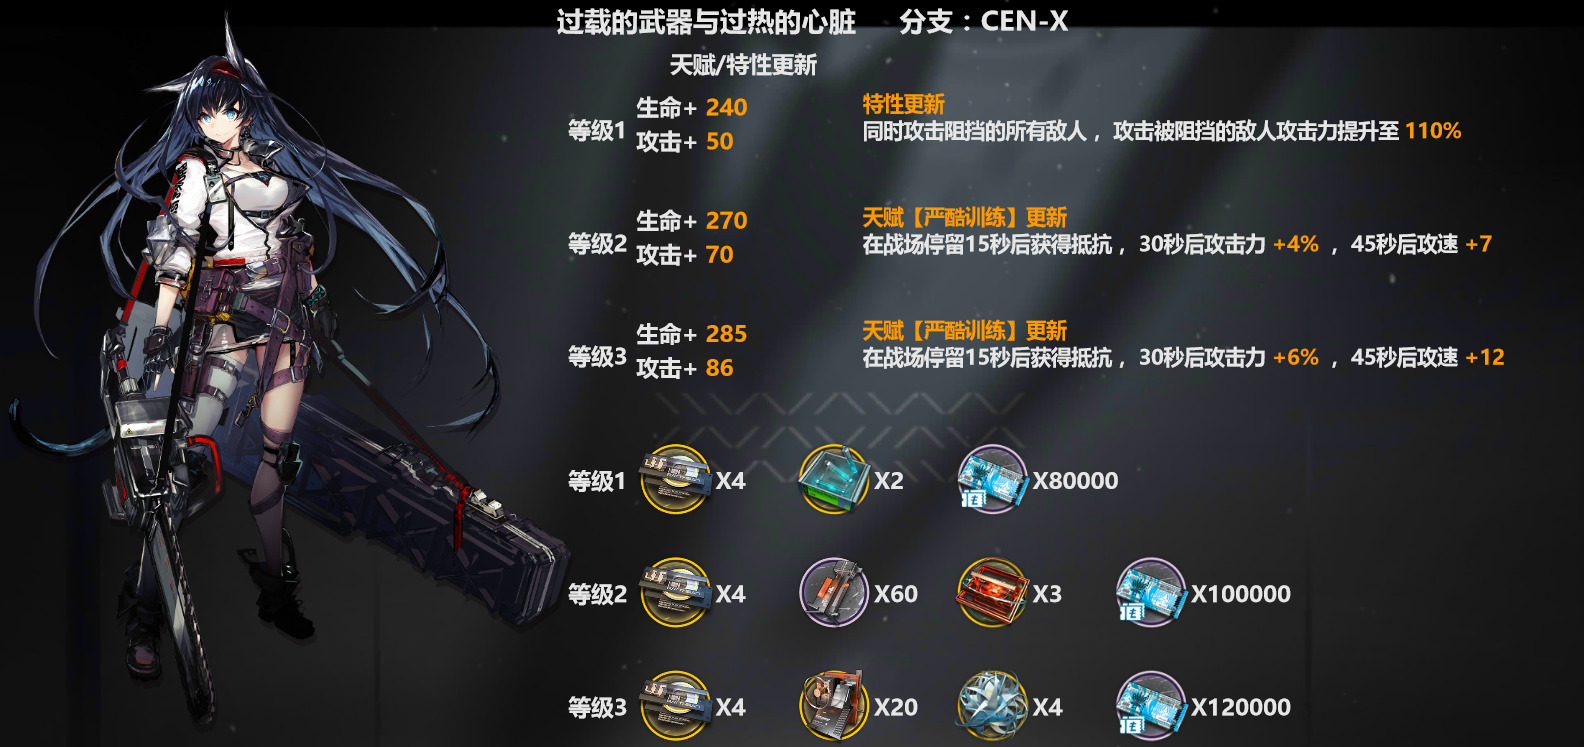 过载的武器与过热的心脏 分支：CEN-X
天赋/特性更新
等级1
生命+ 240
攻击+ 50
特性更新
同时攻击阻挡的所有敌人，攻击被阻挡的敌人攻击力提升至 110%
等级2
生命+ 270
攻击+ 70
天赋【严酷训练】更新
在战场停留15秒后获得抵抗，30秒后攻击力 +4% ，45秒后攻速 +7
等级3
生命+ 285
攻击+ 86
天赋【严酷训练】更新
在战场停留15秒后获得抵抗，30秒后攻击力 +6% ，45秒后攻速 +12
等级1 X4 X2 X80000
等级2 X4 X60 X3 X100000
等级3 X4 X20 X4 X120000